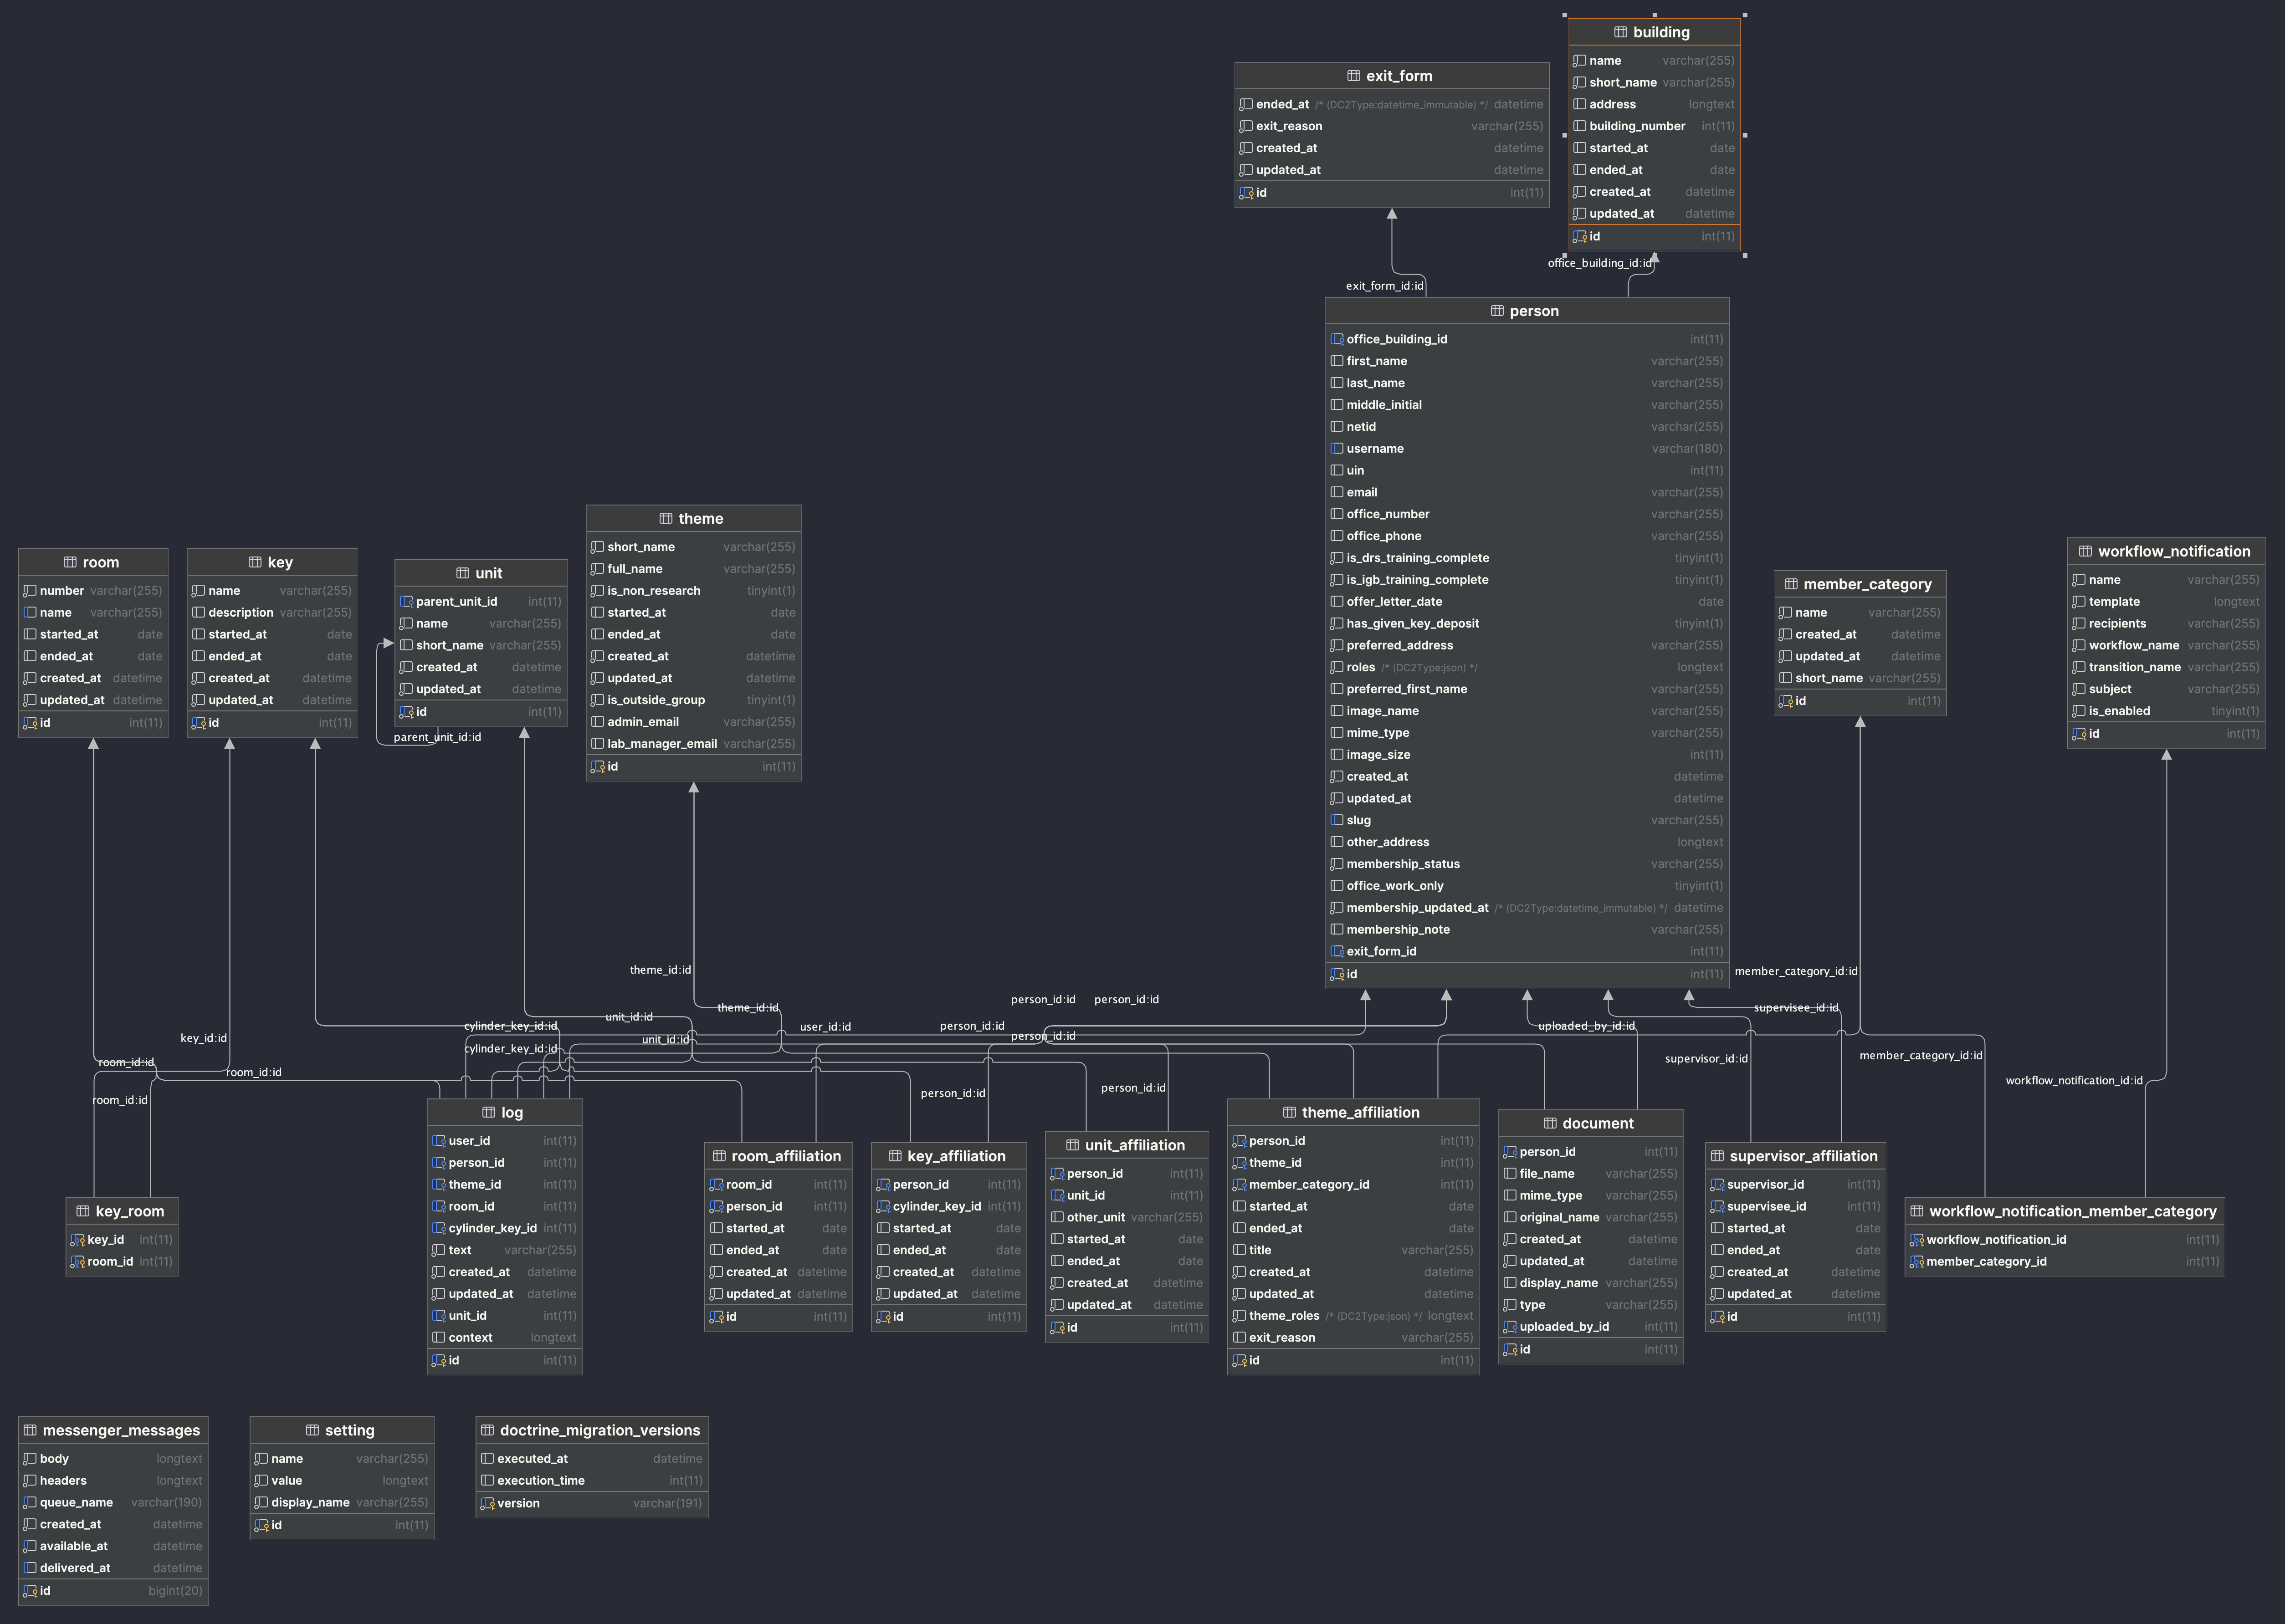 building
name varchar(255)
short_name varchar(255)
address longtext
building_number int(11)
started_at date
ended_at date
created_at datetime
updated_at datetime
id int(11)
exit_form
ended_at /* (DC2Type:datetime_immutable) */ datetime
exit_reason varchar(255)
created_at datetime
updated_at datetime
id int(11)
office_building_id:id
exit_form_id:id
person
office_building_id int(11)
first_name varchar(255)
last_name varchar(255)
middle_initial varchar(255)
netid varchar(255)
username varchar(180)
uin int(11)
email varchar(255)
office_number varchar(255)
office_phone varchar(255)
is_drs_training_complete tinyint(1)
is_igb_training_complete tinyint(1)
offer_letter_date date
has_given_key_deposit tinyint(1)
preferred_address varchar(255)
roles /* (DC2Type:json) */ longtext
preferred_first_name varchar(255)
image_name varchar(255)
mime_type varchar(255)
image_size int(11)
created_at datetime
updated_at datetime
slug varchar(255)
other_address longtext
membership_status varchar(255)
office_work_only tinyint(1)
membership_updated_at /* (DC2Type:datetime_immutable) */ datetime
membership_note varchar(255)
exit_form_id int(11)
id int(11)
room
number varchar(255)
name varchar(255)
started_at date
ended_at date
created_at datetime
updated_at datetime
id int(11)
key
name varchar(255)
description varchar(255)
started_at date
ended_at date
created_at datetime
updated_at datetime
id int(11)
unit
parent_unit_id int(11)
name varchar(255)
short_name varchar(255)
created_at datetime
updated_at datetime
id int(11)
parent_unit_id:id
theme
short_name varchar(255)
full_name varchar(255)
is_non_research tinyint(1)
started_at date
ended_at date
created_at datetime
updated_at datetime
is_outside_group tinyint(1)
admin_email varchar(255)
lab_manager_email varchar(255)
id int(11)
member_category
name varchar(255)
created_at datetime
updated_at datetime
short_name varchar(255)
id int(11)
workflow_notification
name varchar(255)
template longtext
recipients varchar(255)
workflow_name varchar(255)
transition_name varchar(255)
subject varchar(255)
is_enabled tinyint(1)
id int(11)
theme_id:id
member_category_id:id
person_id:id
person_id:id
theme_id:id
supervisee_id:id
unit_id:id
cylinder_key_id:id
user_id:id
person_id:id
uploaded_by_id:id
key_id:id
unit_id:id
person_id:id
cylinder_key_id:id
room_id:id
supervisor_id:id
member_category_id:id
room_id:id
workflow_notification_id:id
room_id:id
person_id:id
person_id:id
key_room
key_id int(11)
room_id int(11)
log
user_id int(11)
person_id int(11)
theme_id int(11)
room_id int(11)
cylinder_key_id int(11)
text varchar(255)
created_at datetime
updated_at datetime
unit_id int(11)
context longtext
id int(11)
room_affiliation
room_id int(11)
person_id int(11)
started_at date
ended_at date
created_at datetime
updated_at datetime
id int(11)
key_affiliation
person_id int(11)
cylinder_key_id int(11)
started_at date
ended_at date
created_at datetime
updated_at datetime
id int(11)
unit_affiliation
person_id int(11)
unit_id int(11)
other_unit varchar(255)
started_at date
ended_at date
created_at datetime
updated_at datetime
id int(11)
theme_affiliation
person_id int(11)
theme_id int(11)
member_category_id int(11)
started_at date
ended_at date
title varchar(255)
created_at datetime
updated_at datetime
theme_roles /* (DC2Type:json) */ longtext
exit_reason varchar(255)
id int(11)
document
person_id int(11)
file_name varchar(255)
mime_type varchar(255)
original_name varchar(255)
created_at datetime
updated_at datetime
display_name varchar(255)
type varchar(255)
uploaded_by_id int(11)
id int(11)
supervisor_affiliation
supervisor_id int(11)
supervisee_id int(11)
started_at date
ended_at date
created_at datetime
updated_at datetime
id int(11)
workflow_notification_member_category
workflow_notification_id int(11)
member_category_id int(11)
messenger_messages
body longtext
headers longtext
queue_name varchar(190)
created_at datetime
available_at datetime
delivered_at datetime
id bigint(20)
setting
name varchar(255)
value longtext
display_name varchar(255)
id int(11)
doctrine_migration_versions
executed_at datetime
execution_time int(11)
version varchar(191)